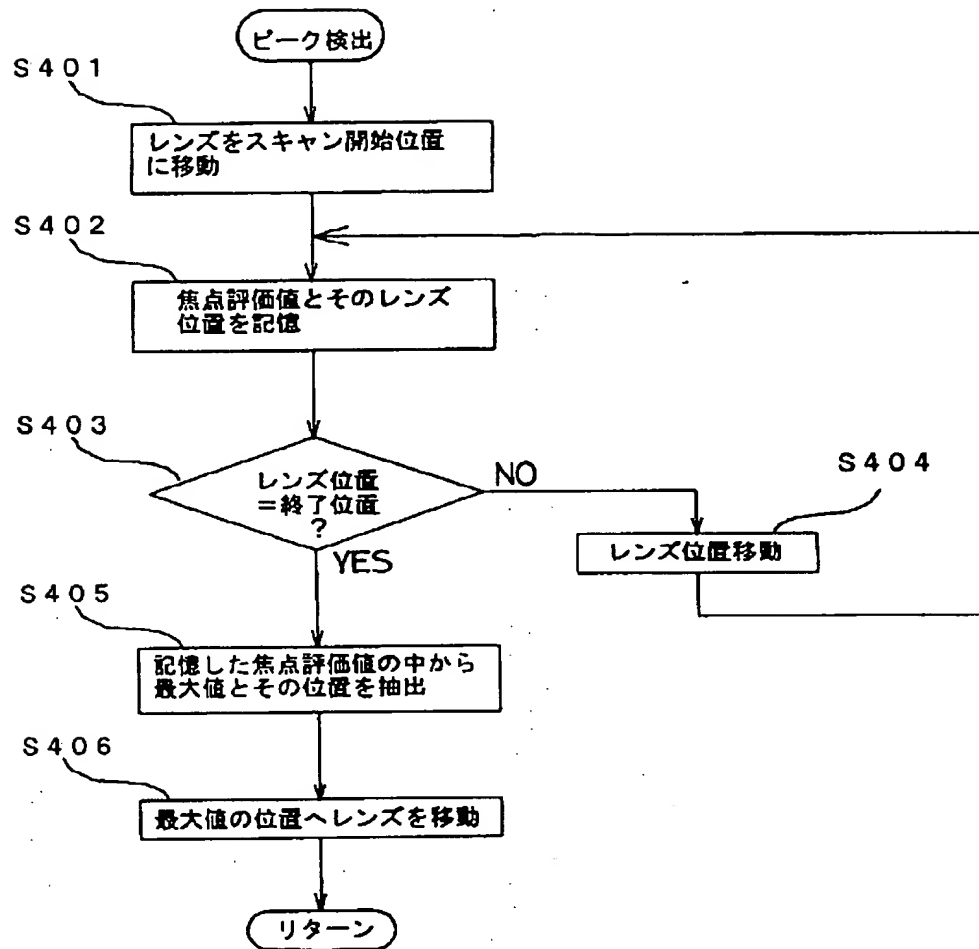 ピーク検出
S401
レンズをスキャン開始位置
に移動
S402
焦点評価値とそのレンズ
位置を記憶
S403
レンズ位置
＝終了位置
?
NO
YES
S404
レンズ位置移動
S405
記憶した焦点評価値の中から
最大値とその位置を抽出
S406
最大値の位置へレンズを移動
リターン